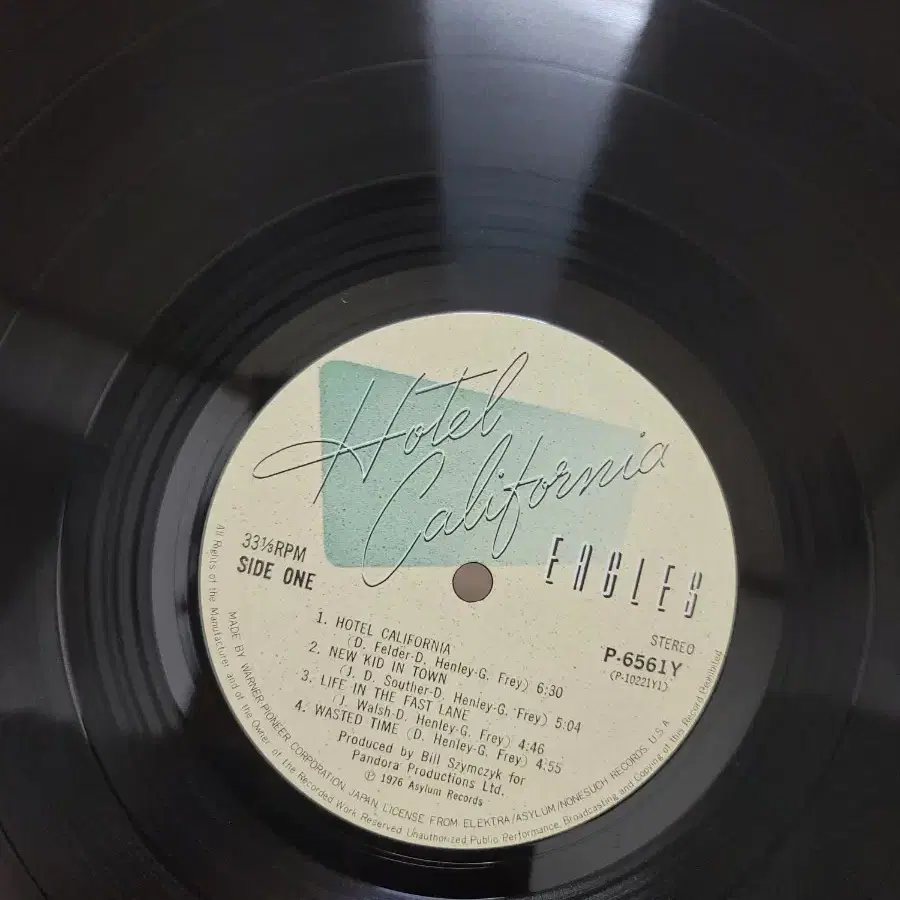 Hotel
California
EAGLES
33⅓RPM
SIDE ONE
STEREO
P-6561Y
(P-10221Y1)
1. HOTEL CALIFORNIA
(D. Felder-D. Henley-G. Frey) 6:30
2. NEW KID IN TOWN
(J. D. Southier-D. Henley-G. Frey) 5:04
3. LIFE IN THE FAST LANE
(J. Walsh-D. Henley-G. Frey) 4:46
4. WASTED TIME (D. Henley-G. Frey) 4:55
Produced by Bill Szymczyk for
Pandora Productions Ltd.
℗ 1976 Asylum Records
MADE BY WARNER-PIONEER CORPORATION, JAPAN, LICENSE FROM ELEKTRA/ASYLUM/NONESUCH RECORDS, U.S.A.
All Rights of the Manufacturer and of the Owner of the Recorded Work Reserved Unauthorized Public Performance, Broadcasting and Copying of this Record Prohibited